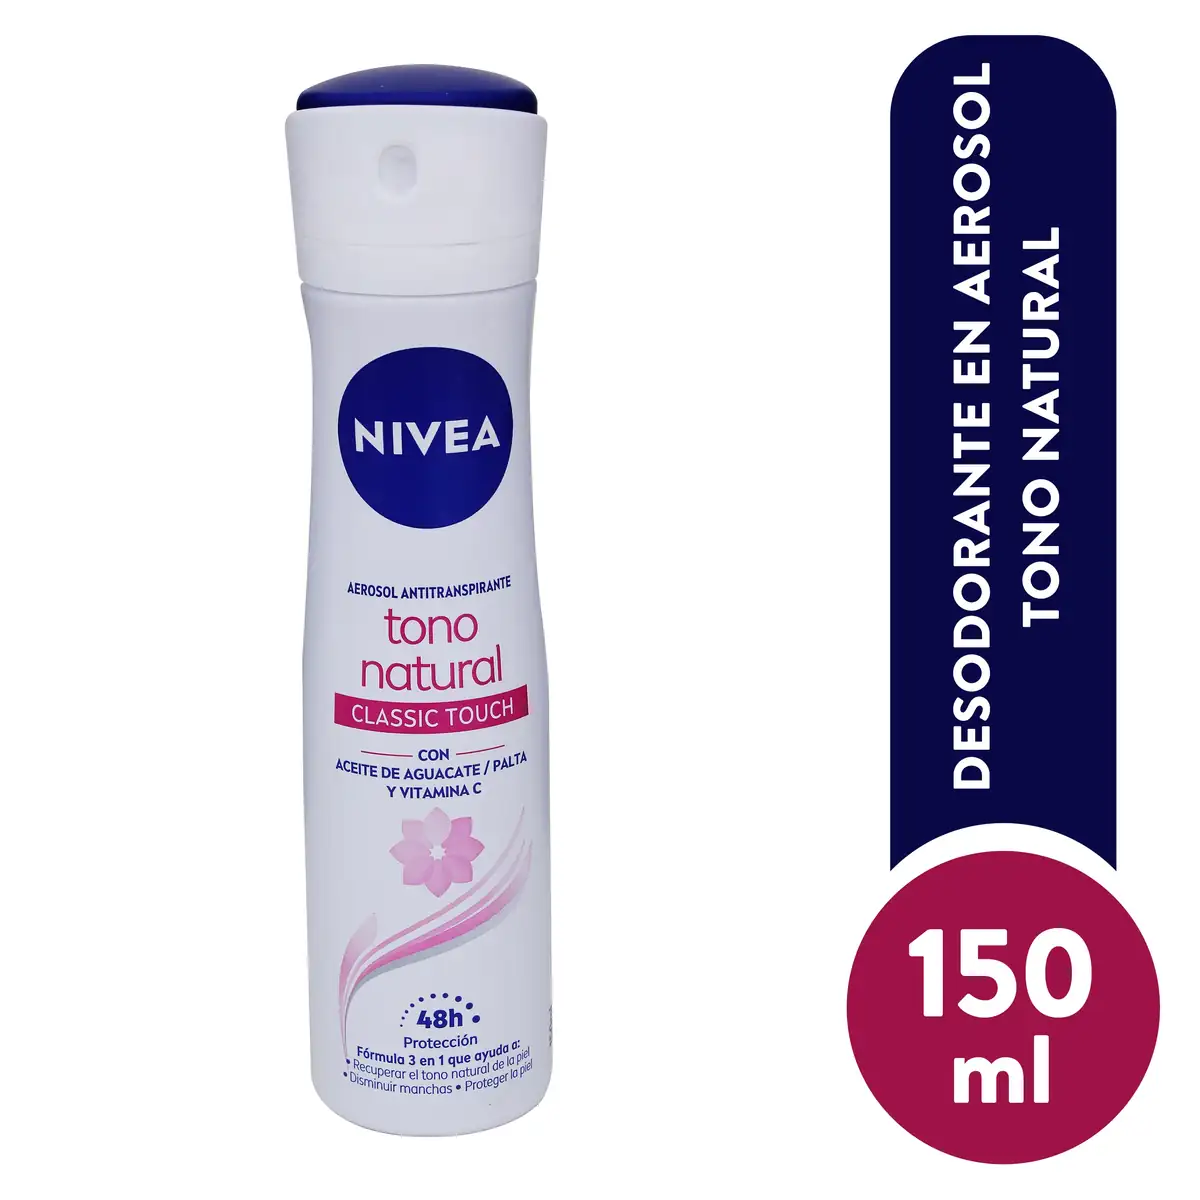 NIVEA
AEROSOL ANTITRANSPIRANTE
tono
natural
CLASSIC TOUCH
CON
ACEITE DE AGUACATE / PALTA
Y VITAMINA C
48h
Protección
Fórmula 3 en 1 que ayuda a:
• Recuperar el tono natural de la piel
• Disminuir manchas • Proteger la piel
DESODORANTE EN AEROSOL
TONO NATURAL
150
ml